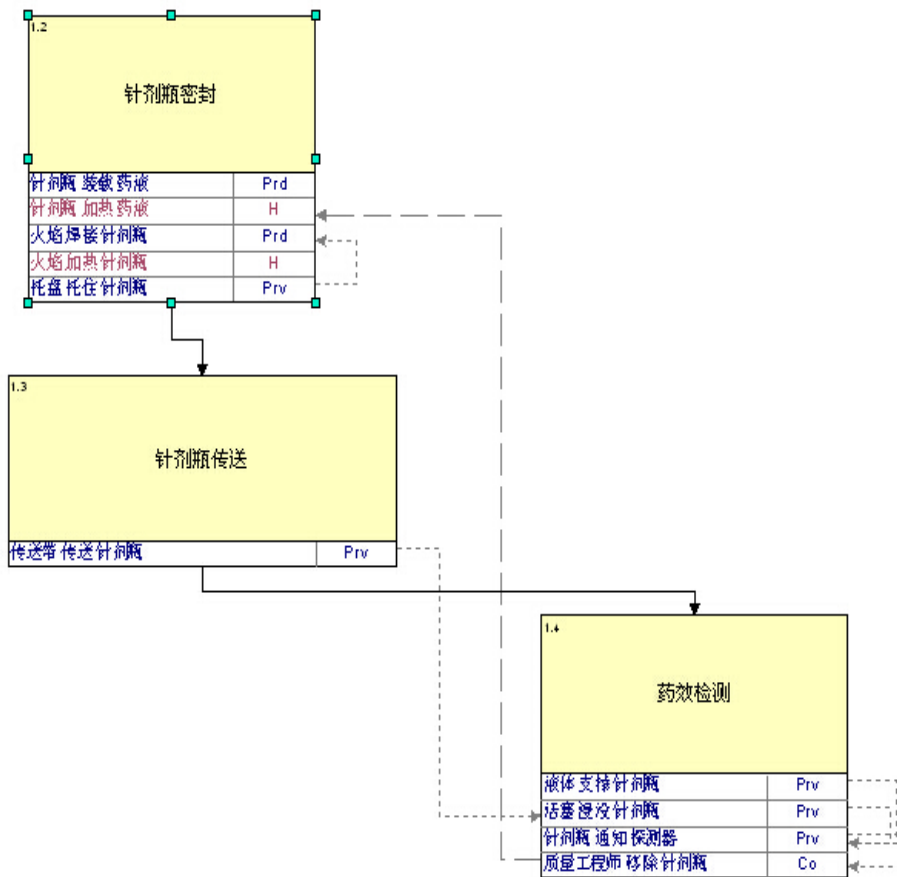 1.2
针剂瓶密封
针剂瓶 装载 药液 Prd
针剂瓶 加热 药液 H
火焰 焊接 针剂瓶 Prd
火焰 加热 针剂瓶 H
托盘 托住 针剂瓶 Prv
1.3
针剂瓶传送
传送带 传送 针剂瓶 Prv
1.4
药效检测
液体 支撑 针剂瓶 Prv
活塞 浸没 针剂瓶 Prv
针剂瓶 通知 探测器 Prv
质量工程师 移除 针剂瓶 Co